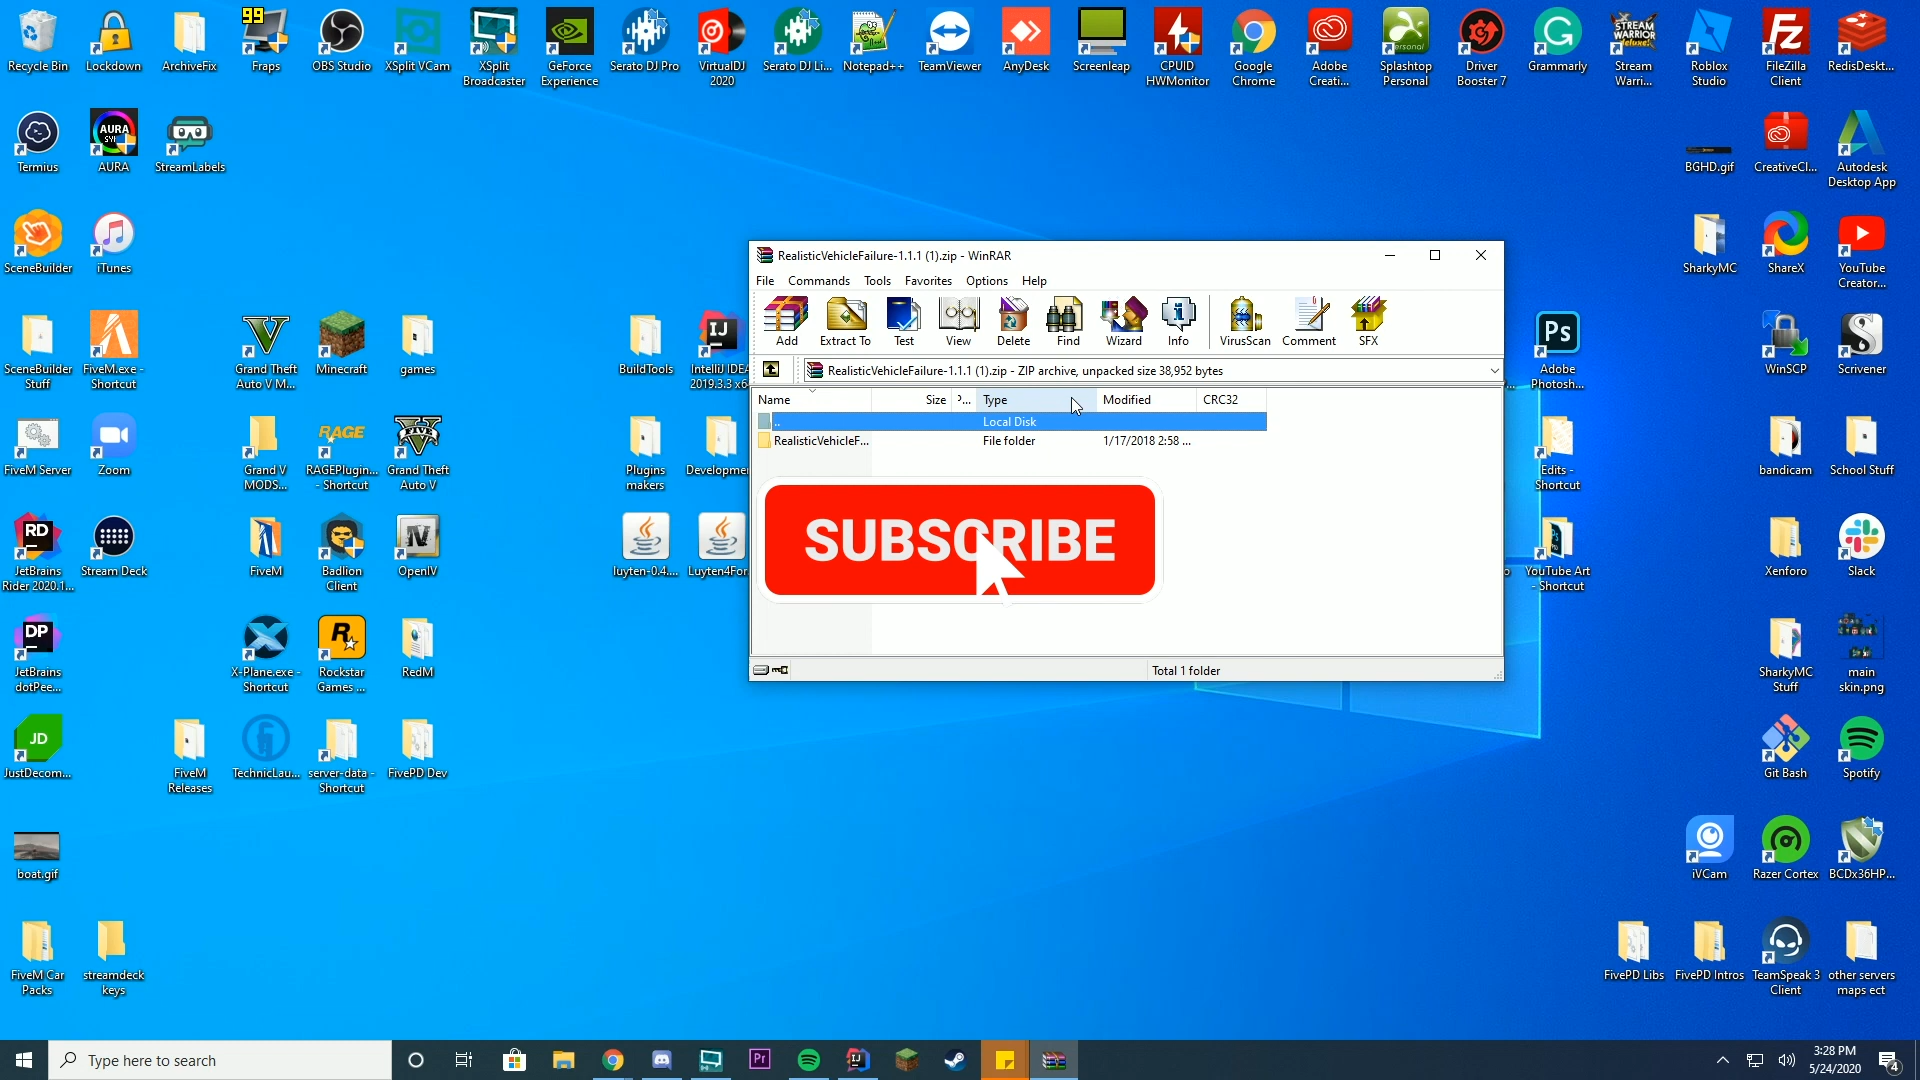 99
Recycle Bin
Lockdown
ArchiveFix
Fraps
OBS Studio
XSplit VCam
XSplit
Broadcaster
GeForce
Experience
Serato DJ Pro
VirtualDJ
2020
Serato DJ Li...
Notepad++
TeamViewer
AnyDesk
Screenleap
CPUID
HWMonitor
Google
Chrome
Adobe
Creati...
Splashtop
Personal
Driver
Booster 7
Grammarly
Stream
Warri...
Roblox
Studio
FileZilla
Client
RedisDeskt...
Termius
AURA
StreamLabels
BGHD.gif
CreativeCl...
Autodesk
Desktop App
SceneBuilder
iTunes
SharkyMC
ShareX
YouTube
Creator...
RealisticVehicleFailure-1.1.1 (1).zip - WinRAR
File Commands Tools Favorites Options Help
Add
Extract To
Test
View
Delete
Find
Wizard
Info
VirusScan
Comment
SFX
RealisticVehicleFailure-1.1.1 (1).zip - ZIP archive, unpacked size 38,952 bytes
Name Size P... Type Modified CRC32
.. Local Disk
RealisticVehicleF... File folder 1/17/2018 2:58 ...
SUBSCRIBE
Total 1 folder
SceneBuilder
Stuff
FiveM.exe -
Shortcut
Grand Theft
Auto V M...
Minecraft
games
BuildTools
IntelliJ IDEA
2019.3.3 x6
Ps
Adobe
Photosh...
WinSCP
Scrivener
FiveM Server
Zoom
Grand V
MODS...
RAGE
RAGEPlugin...
- Shortcut
FIVE
Grand Theft
Auto V
Plugins
makers
Developmen
Edits -
Shortcut
bandicam
School Stuff
RD
JetBrains
Rider 2020.1...
Stream Deck
FiveM
Badlion
Client
OpenIV
luyten-0.4....
Luyten4For
YouTube Art
- Shortcut
Xenforo
Slack
DP
JetBrains
dotPee...
X-Plane.exe -
Shortcut
Rockstar
Games ...
RedM
SharkyMC
Stuff
main
skin.png
JD
JustDecom...
FiveM
Releases
TechnicLau...
server-data -
Shortcut
FivePD Dev
Git Bash
Spotify
boat.gif
iVCam
Razer Cortex
BCDx36HP...
FiveM Car
Packs
streamdeck
keys
FivePD Libs
FivePD Intros
TeamSpeak 3
Client
other servers
maps ect
Type here to search
Pr
IJ
3:28 PM
5/24/2020
4